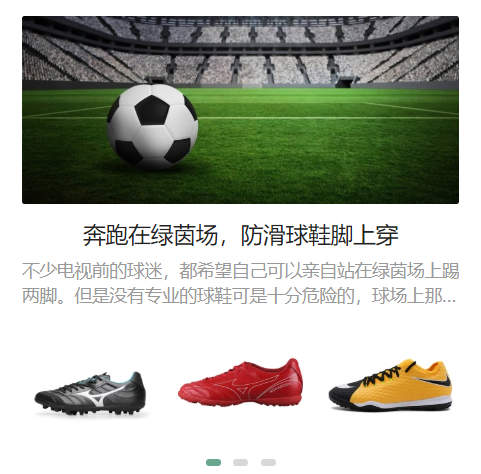 奔跑在绿茵场，防滑球鞋脚上穿
不少电视前的球迷，都希望自己可以亲自站在绿茵场上踢
两脚。但是没有专业的球鞋可是十分危险的，球场上那...